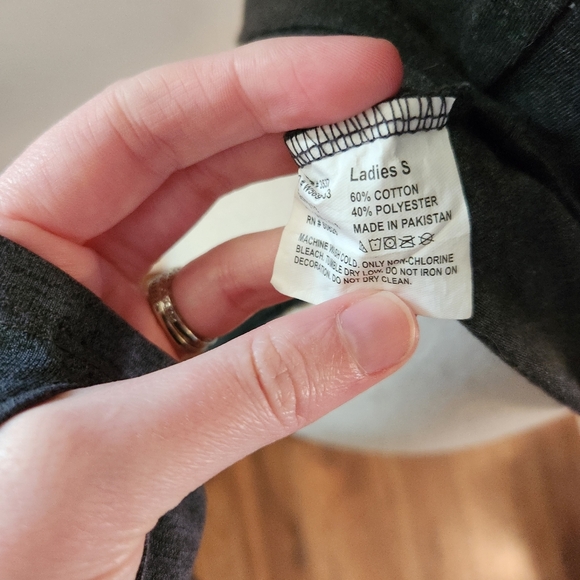 Ladies S
60% COTTON
40% POLYESTER
MADE IN PAKISTAN
RN #
MACHINE WASH COLD, ONLY NON-CHLORINE
BLEACH, TUMBLE DRY LOW. DO NOT IRON ON
DECORATION. DO NOT DRY CLEAN.